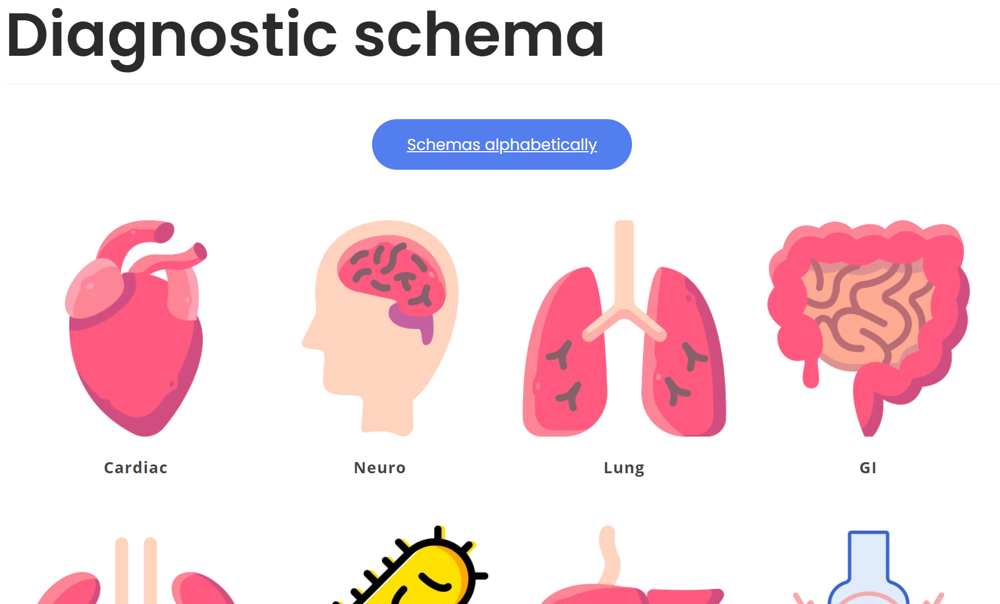 Diagnostic schema
Schemas alphabetically
Cardiac
Neuro
Lung
GI